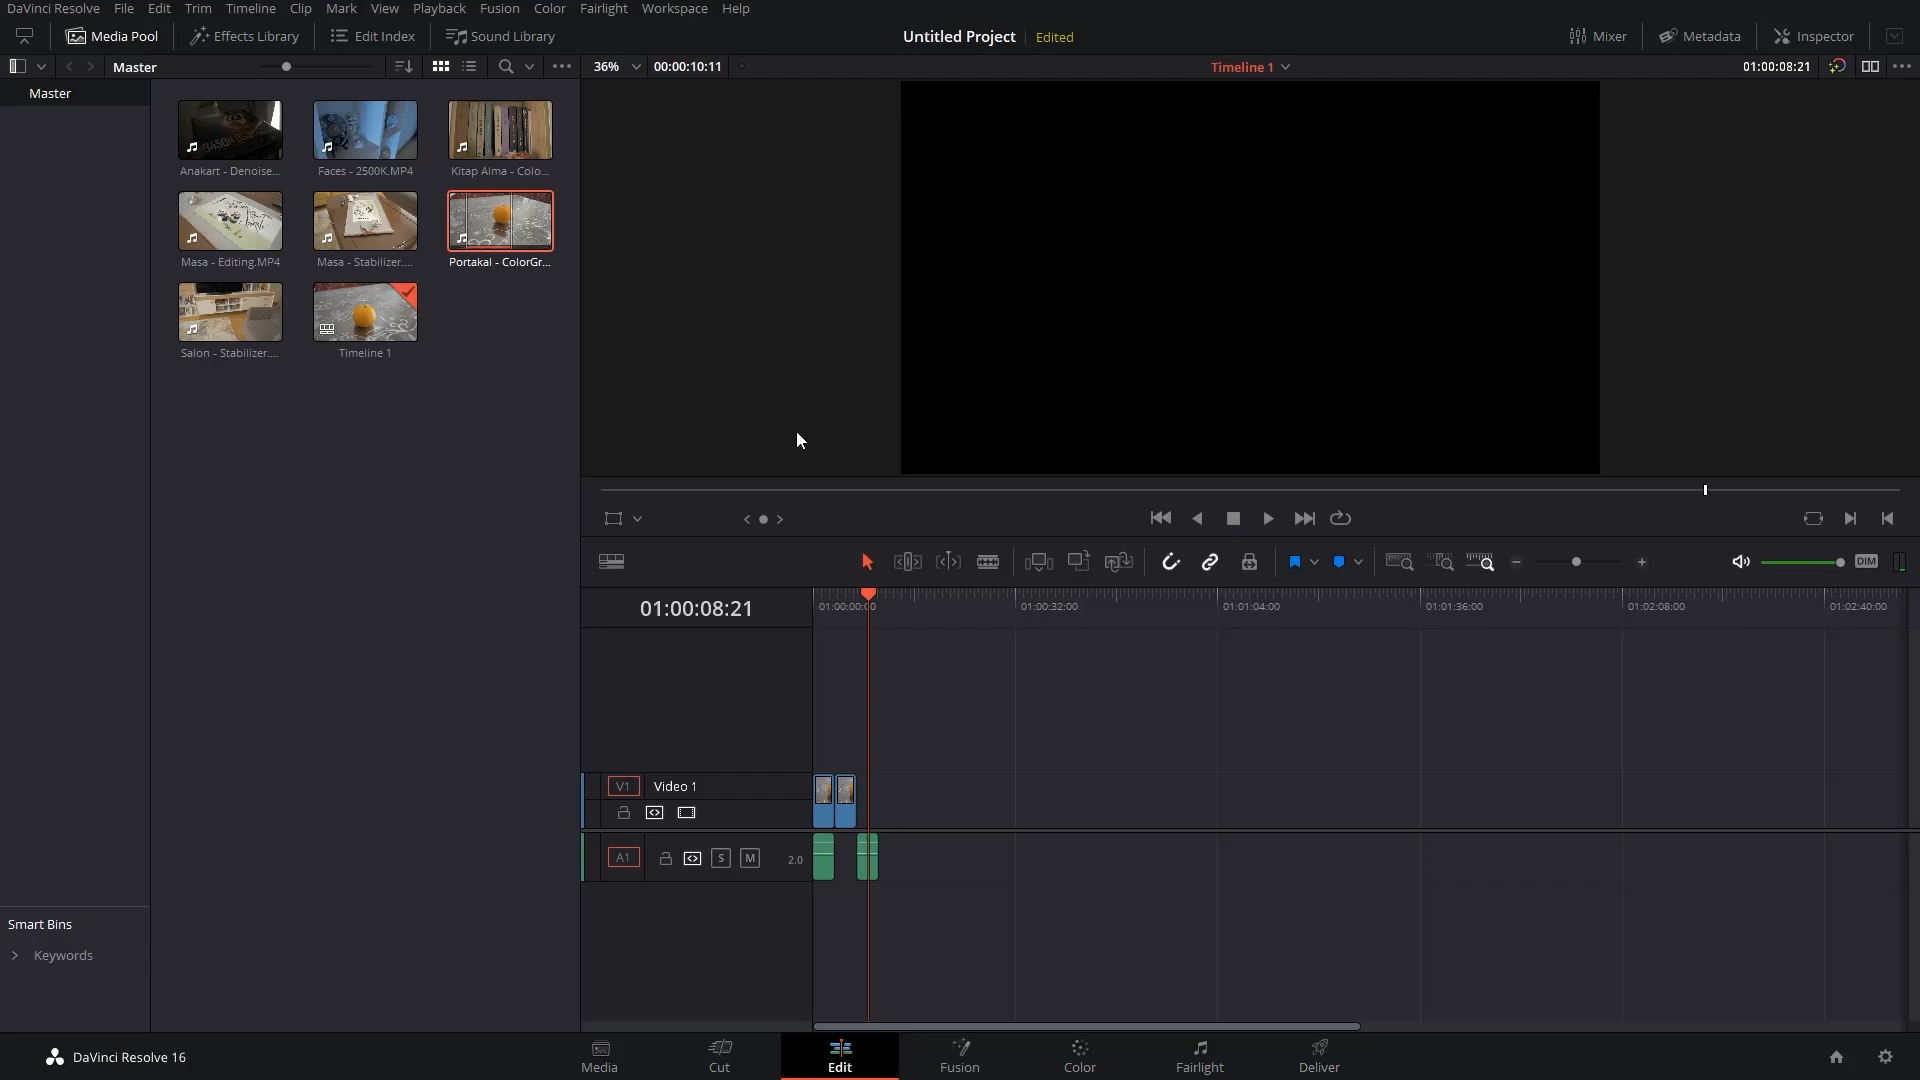 DaVinci Resolve File Edit Trim Timeline Clip Mark View Playback Fusion Color Fairlight Workspace Help
Media Pool Effects Library Edit Index Sound Library Untitled Project Edited Mixer Metadata Inspector
Master 36% 00:00:10:11 Timeline 1 01:00:08:21
Master
Anakart - Denoise... Faces - 2500K.MP4 Kitap Alma - Colo...
Masa - Editing.MP4 Masa - Stabilizer.... Portakal - ColorGr...
Salon - Stabilizer.... Timeline 1
DIM
01:00:08:21 01:00:00:00 01:00:32:00 01:01:04:00 01:01:36:00 01:02:08:00 01:02:40:00
V1 Video 1
A1 S M 2.0
Smart Bins
Keywords
DaVinci Resolve 16 Media Cut Edit Fusion Color Fairlight Deliver